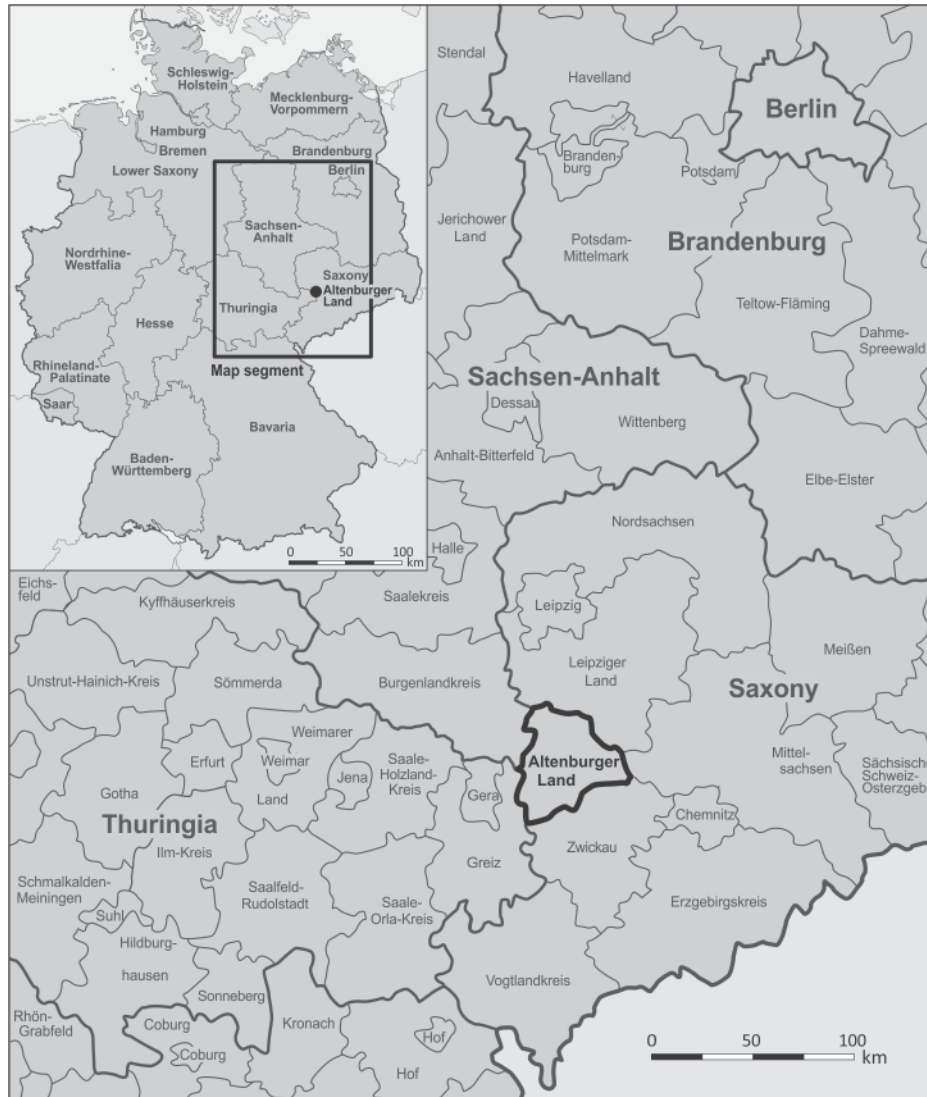 Schleswig-
Holstein
Mecklenburg-
Vorpommern
Hamburg
Bremen
Brandenburg
Lower Saxony
Berlin
Sachsen-
Anhalt
Nordrhine-
Westfalia
Saxony
Altenburger
Land
Thuringia
Hesse
Rhineland-
Palatinate
Map segment
Saar
Bavaria
Baden-
Württemberg
0 50 100
km
Stendal
Havelland
Berlin
Branden-
burg
Potsdam
Jerichower
Land
Potsdam-
Mittelmark
Brandenburg
Teltow-Fläming
Dahme-
Spreewald
Sachsen-Anhalt
Dessau
Wittenberg
Anhalt-Bitterfeld
Elbe-Elster
Nordsachsen
Halle
Eichs-
feld
Kyffhäuserkreis
Saalekreis
Leipzig
Leipziger
Land
Meißen
Unstrut-Hainich-Kreis
Sömmerda
Burgenlandkreis
Saxony
Weimarer
Land
Erfurt
Weimar
Jena
Saale-
Holzland-
Kreis
Gera
Altenburger
Land
Mittel-
sachsen
Sächsische
Schweiz-
Osterzgeb
Gotha
Thuringia
Chemnitz
Ilm-Kreis
Greiz
Zwickau
Schmalkalden-
Meiningen
Suhl
Saalfeld-
Rudolstadt
Saale-
Orla-Kreis
Erzgebirgskreis
Hildburg-
hausen
Sonneberg
Vogtlandkreis
Rhön-
Grabfeld
Coburg
Coburg
Kronach
Hof
Hof
0 50 100
km